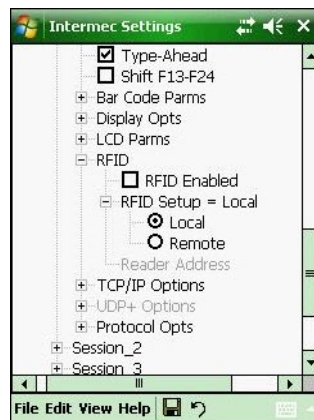 Intermec Settings
Type-Ahead
Shift F13-F24
Bar Code Parms
Display Opts
LCD Parms
RFID
RFID Enabled
RFID Setup = Local
Local
Remote
Reader Address
TCP/IP Options
UDP+ Options
Protocol Opts
Session_2
Session_3
File Edit View Help